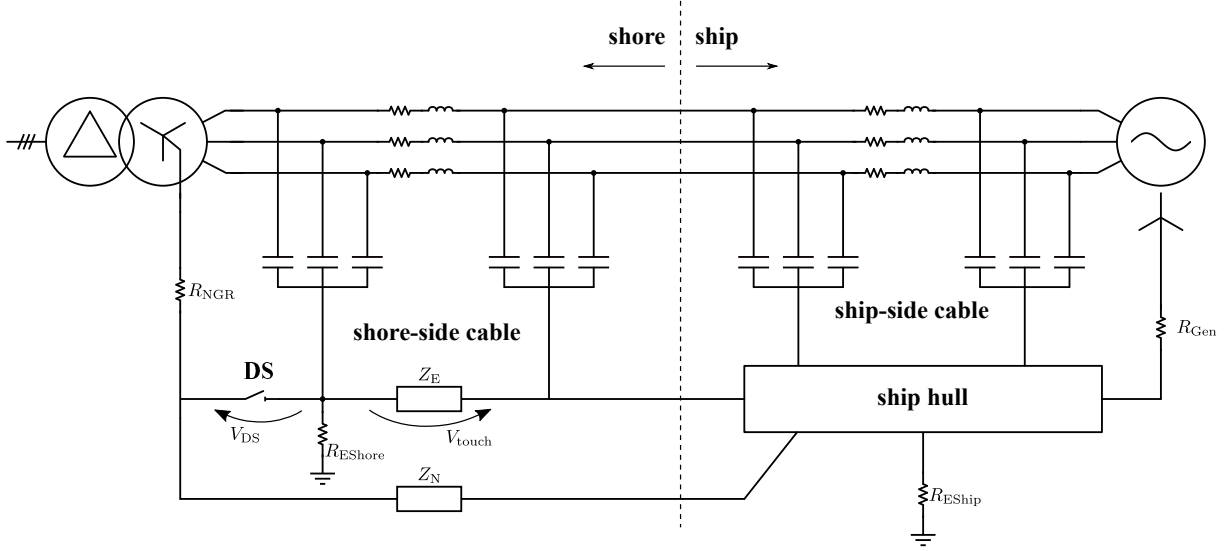 shore ship
R_NGR
ship-side cable
shore-side cable
R_Gen
DS
Z_E
ship hull
V_DS
V_touch
R_EShore
Z_N
R_EShip